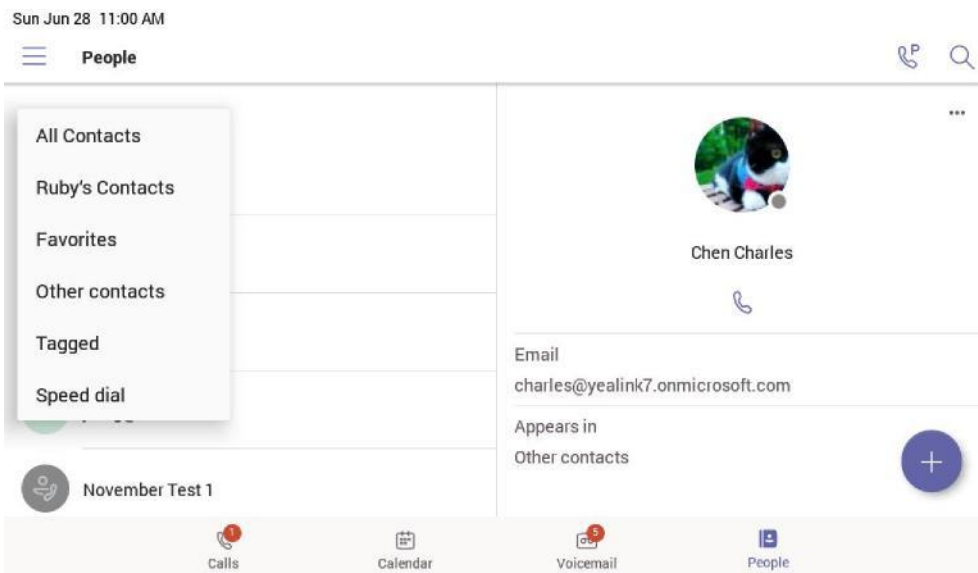 Sun Jun 28 11:00 AM
People
P
All Contacts
Ruby's Contacts
Favorites
Other contacts
Tagged
Speed dial
November Test 1
Chen Charles
Email
charles@yealink7.onmicrosoft.com
Appears in
Other contacts
1
5
Calls
Calendar
Voicemail
People